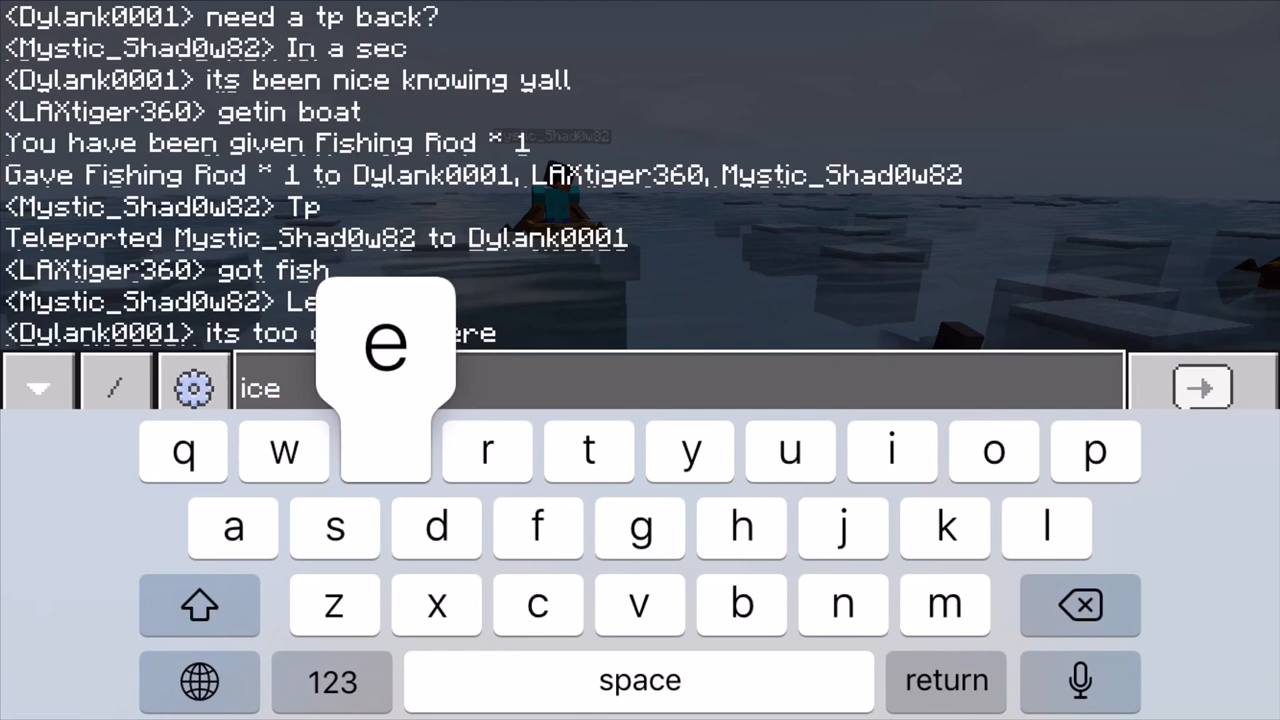 <Dylank0001> need a tp back?
<Mystic_Shad0w82> In a sec
<Dylank0001> its been nice knowing yall
<LAXtiger360> getin boat
You have been given Fishing Rod * 1
Mystic_Shad0w82
Gave Fishing Rod * 1 to Dylank0001, LAXtiger360, Mystic_Shad0w82
<Mystic_Shad0w82> Tp
Teleported Mystic_Shad0w82 to Dylank0001
<LAXtiger360> got fish
<Mystic_Shad0w82>
<Dylank0001> its too
/ ice
e
q w r t y u i o p
a s d f g h j k l
z x c v b n m
123 space return